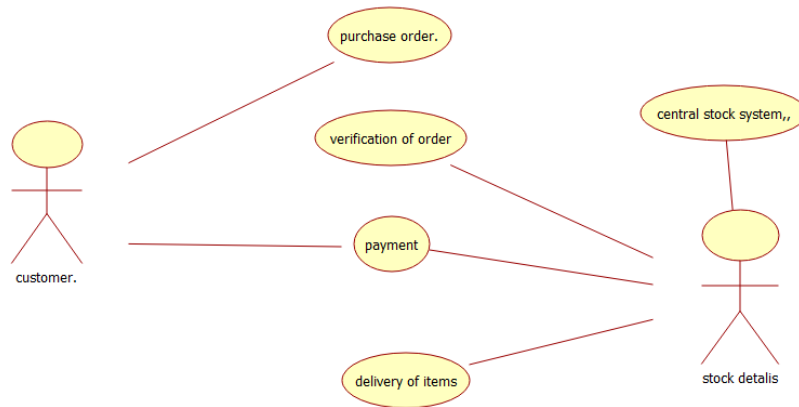 purchase order.
central stock system,,
verification of order
payment
customer.
delivery of items
stock detalis